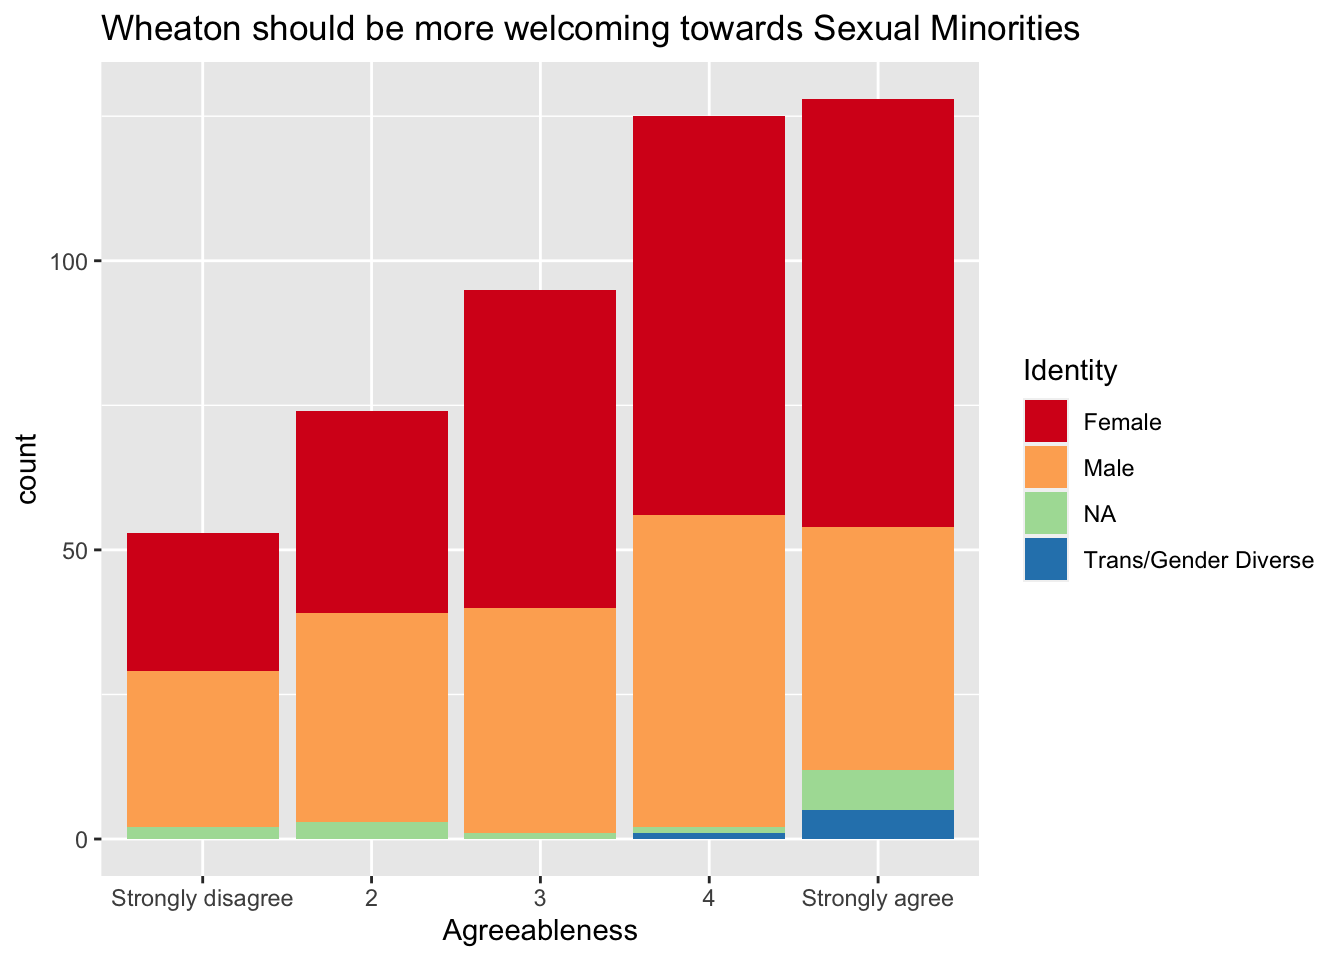 Wheaton should be more welcoming towards Sexual Minorities
count
100
50
0
Strongly disagree 2 3 4 Strongly agree
Agreeableness
Identity
Female
Male
NA
Trans/Gender Diverse